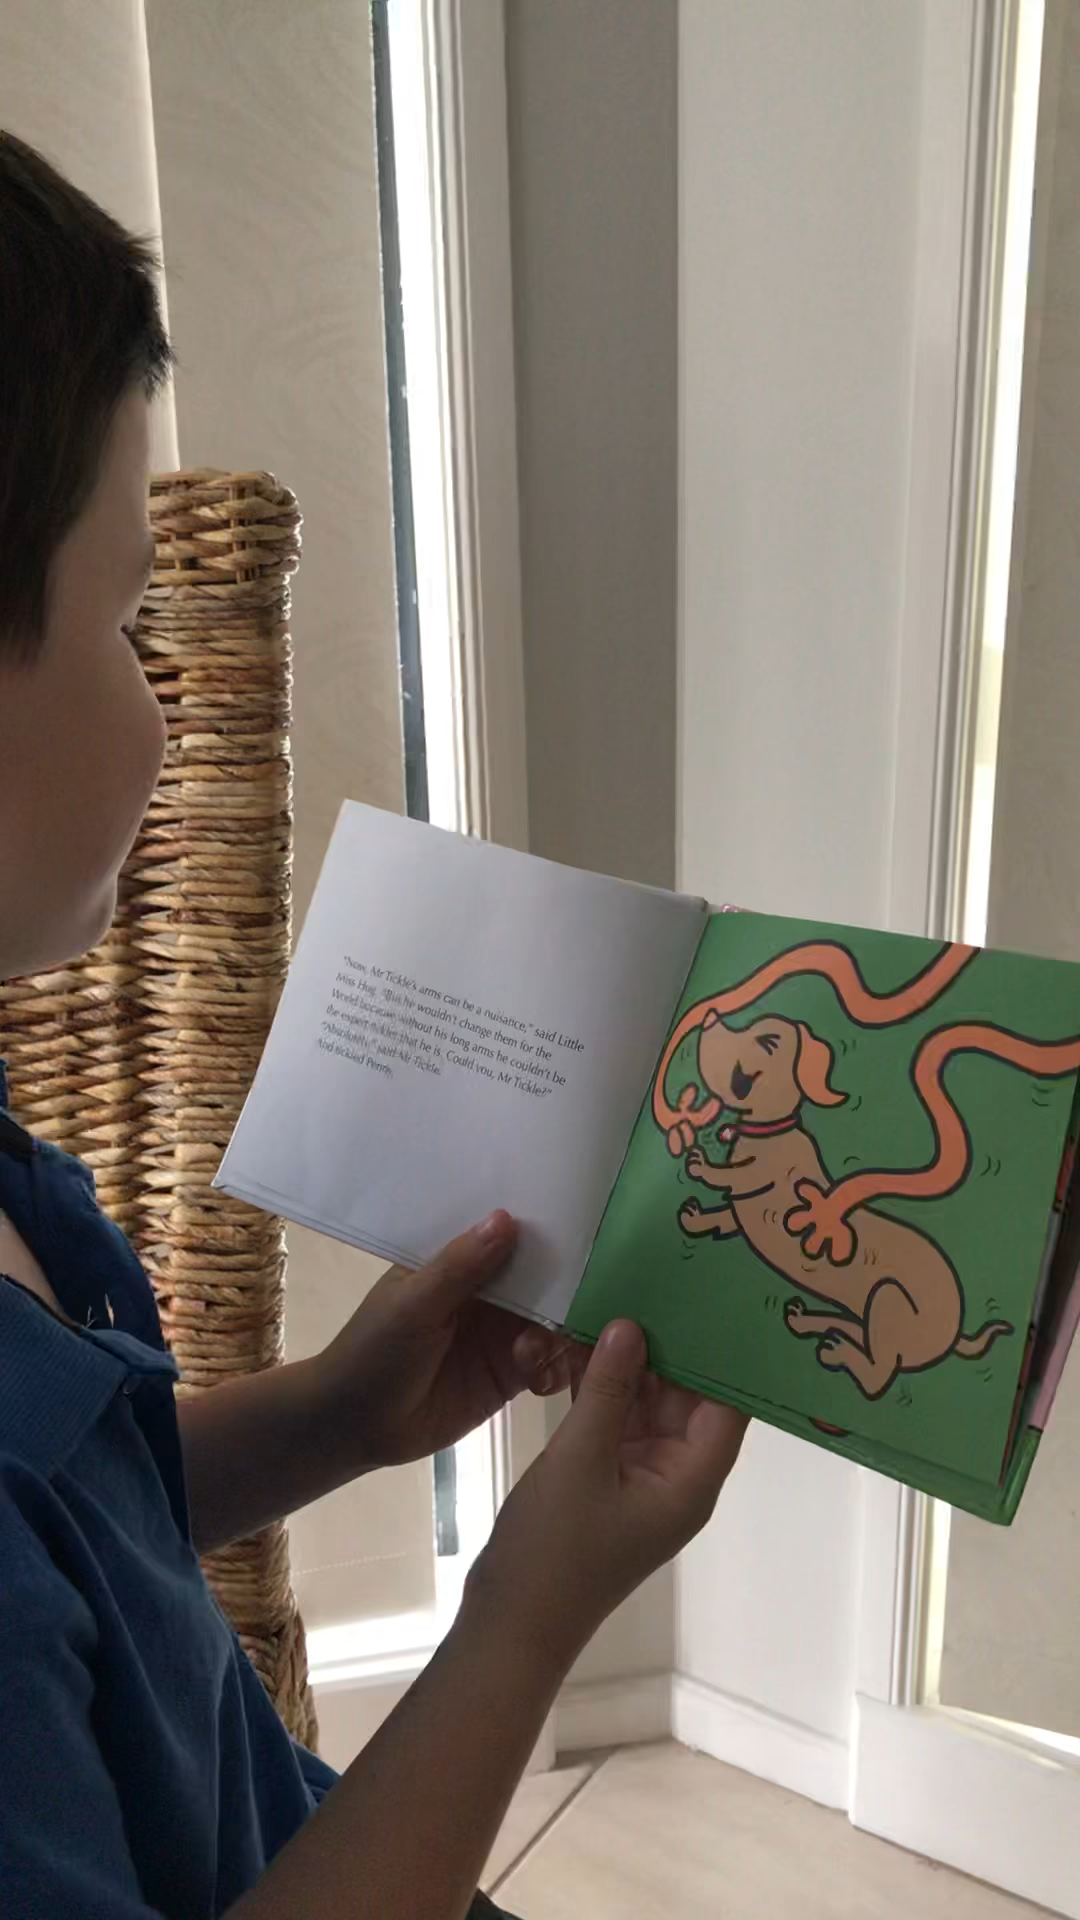 "Now, Mr Tickle's arms can be a nuisance," said Little
Miss Hug. "But he wouldn't change them for the
World because without his long arms he couldn't be
the expert tickler that he is. Could you, Mr Tickle?"
"Absolutely," said Mr Tickle.
And tickled Penny.